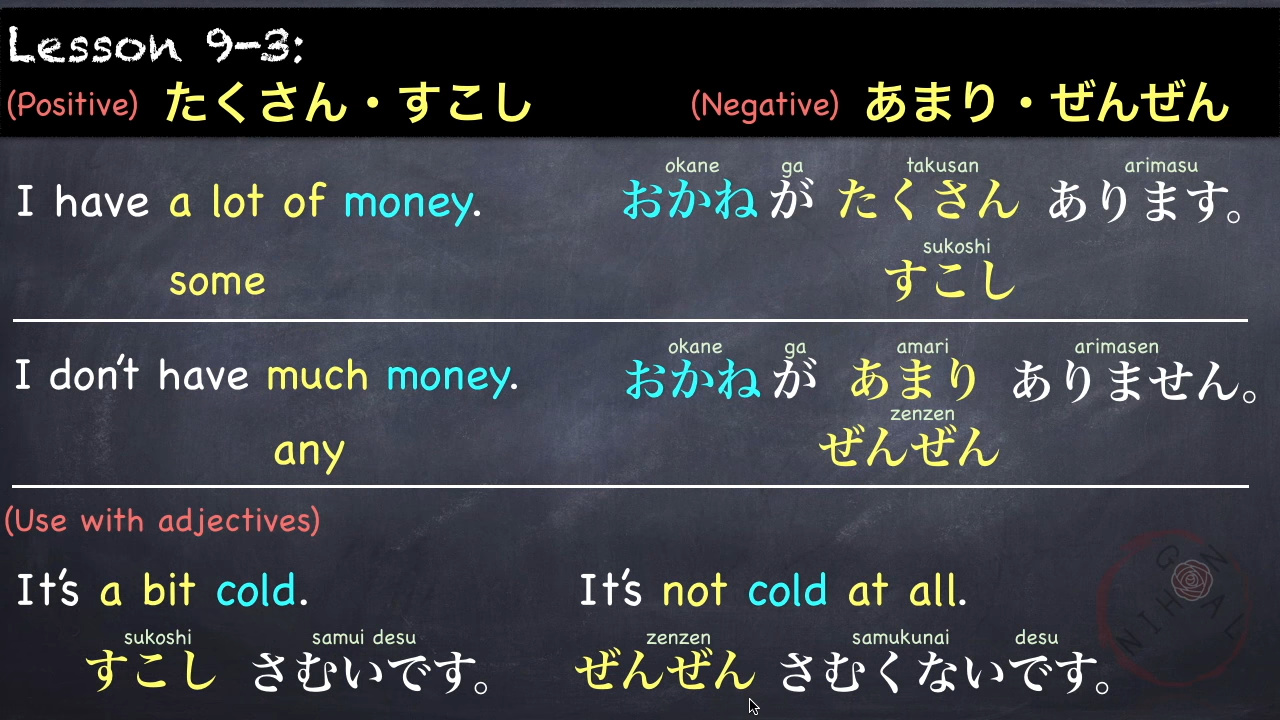 Lesson 9-3:
(Positive) たくさん・すこし (Negative) あまり・ぜんぜん
okane ga takusan arimasu
I have a lot of money. おかねが たくさん あります。
sukoshi
some すこし
okane ga amari arimasen
I don't have much money. おかねが あまり ありません。
zenzen
any ぜんぜん
(Use with adjectives)
It's a bit cold. It's not cold at all.
sukoshi samui desu zenzen samukunai desu
すこし さむいです。 ぜんぜん さむくないです。
NIHON GOAL